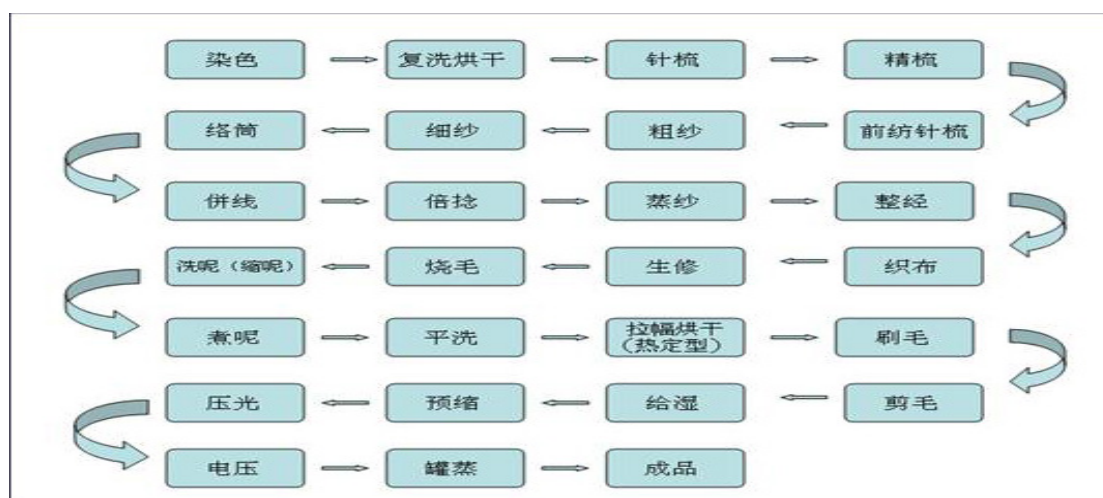 染色
复洗烘干
针梳
精梳
前纺针梳
粗纱
细纱
络筒
併线
倍捻
蒸纱
整经
织布
生修
烧毛
洗呢（缩呢）
煮呢
平洗
拉幅烘干
（热定型）
刷毛
剪毛
给湿
预缩
压光
电压
罐蒸
成品